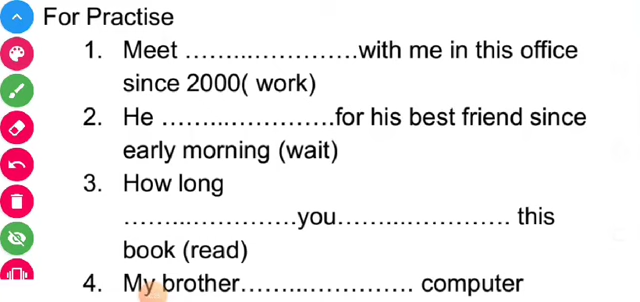 For Practise
1. Meet ……...…………..with me in this office
since 2000( work)
2. He ……...…………..for his best friend since
early morning (wait)
3. How long
……...…………..you……...………….. this
book (read)
4. My brother……...………….. computer